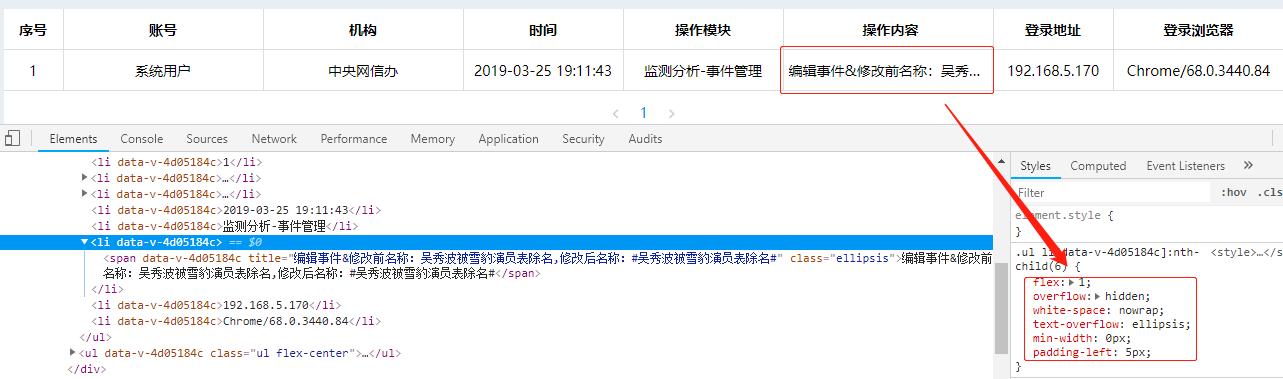 序号 账号 机构 时间 操作模块 操作内容 登录地址 登录浏览器
1 系统用户 中央网信办 2019-03-25 19:11:43 监测分析-事件管理 编辑事件&修改前名称：吴秀... 192.168.5.170 Chrome/68.0.3440.84
< 1 >
Elements Console Sources Network Performance Memory Application Security Audits
<li data-v-4d05184c>1</li>
<li data-v-4d05184c>…</li>
<li data-v-4d05184c>…</li>
<li data-v-4d05184c>2019-03-25 19:11:43</li>
<li data-v-4d05184c>监测分析-事件管理</li>
<li data-v-4d05184c> == $0
<span data-v-4d05184c title="编辑事件&修改前名称：吴秀波被雪豹演员表除名,修改后名称：#吴秀波被雪豹演员表除名#" class="ellipsis">编辑事件&修改前
名称：吴秀波被雪豹演员表除名,修改后名称：#吴秀波被雪豹演员表除名#</span>
</li>
<li data-v-4d05184c>192.168.5.170</li>
<li data-v-4d05184c>Chrome/68.0.3440.84</li>
</ul>
<ul data-v-4d05184c class="ul flex-center">…</ul>
</div>
Styles Computed Event Listeners »
Filter :hov .cls
element.style {
}
.ul li[data-v-4d05184c]:nth- <style>…</s
child(6) {
flex: 1;
overflow: hidden;
white-space: nowrap;
text-overflow: ellipsis;
min-width: 0px;
padding-left: 5px;
}